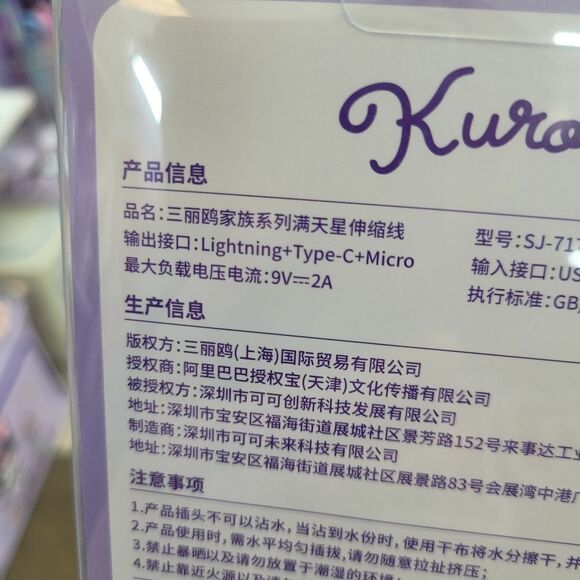 Kuro
产品信息
品名:三丽鸥家族系列满天星伸缩线
型号:SJ-717
输出接口:Lightning+Type-C+Micro
输入接口:US
最大负载电压电流:9V⎓2A
执行标准:GB/
生产信息
版权方:三丽鸥(上海)国际贸易有限公司
授权商:阿里巴巴授权宝(天津)文化传播有限公司
被授权方:深圳市可可创新科技发展有限公司
地址:深圳市宝安区福海街道展城社区景芳路152号来事达工业
制造商:深圳市可可未来科技有限公司
地址:深圳市宝安区福海街道展城社区展景路83号会展湾中港广
注意事项
1.产品插头不可以沾水,当沾到水份时,使用干布将水分擦干,并
2.产品使用时,需水平均匀插拔,请勿随意拉扯挤压;
3.禁止暴晒以及请勿放置于潮湿的环境
4.禁止靠近火源以及请